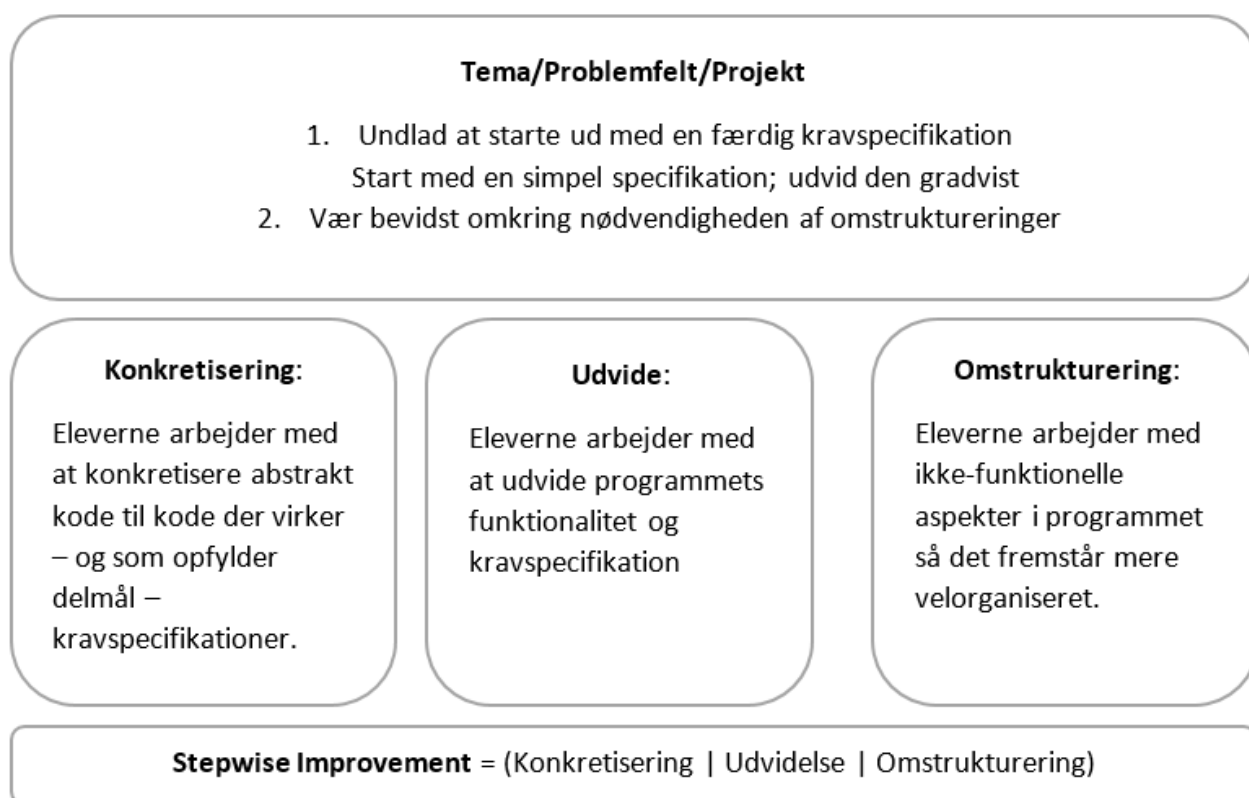 Tema/Problemfelt/Projekt
1. Undlad at starte ud med en færdig kravspecifikation
Start med en simpel specifikation; udvid den gradvist
2. Vær bevidst omkring nødvendigheden af omstruktureringer
Konkretisering:
Eleverne arbejder med
at konkretisere abstrakt
kode til kode der virker
– og som opfylder
delmål –
kravspecifikationer.
Udvide:
Eleverne arbejder med
at udvide programmets
funktionalitet og
kravspecifikation
Omstrukturering:
Eleverne arbejder med
ikke-funktionelle
aspekter i programmet
så det fremstår mere
velorganiseret.
Stepwise Improvement = (Konkretisering | Udvidelse | Omstrukturering)